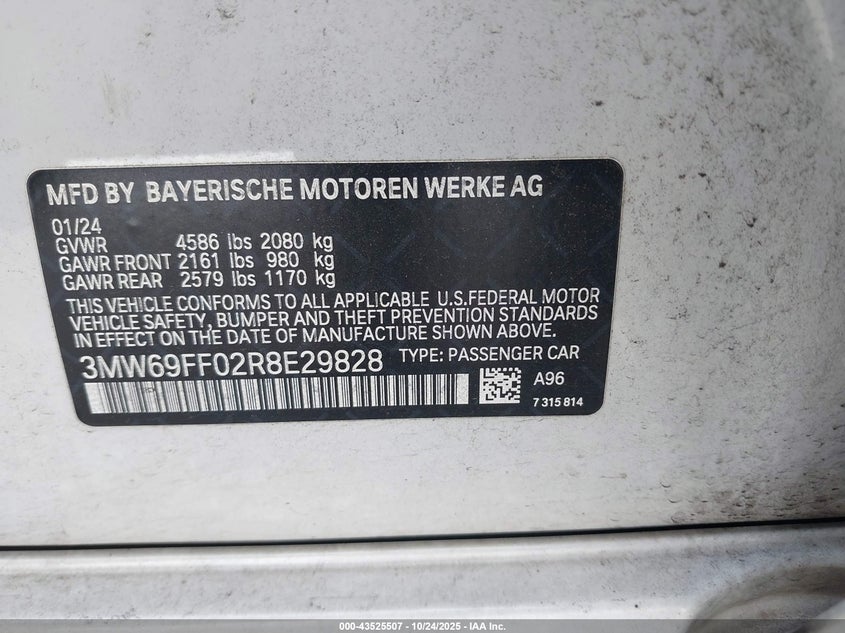 MFD BY BAYERISCHE MOTOREN WERKE AG
01/24
GVWR 4586 lbs 2080 kg
GAWR FRONT 2161 lbs 980 kg
GAWR REAR 2579 lbs 1170 kg
THIS VEHICLE CONFORMS TO ALL APPLICABLE U.S.FEDERAL MOTOR
VEHICLE SAFETY, BUMPER AND THEFT PREVENTION STANDARDS
IN EFFECT ON THE DATE OF MANUFACTURE SHOWN ABOVE.
3MW69FF02R8E29828 TYPE: PASSENGER CAR
A96
7 315 814
000-43525507 - 10/24/2025 - IAA Inc.